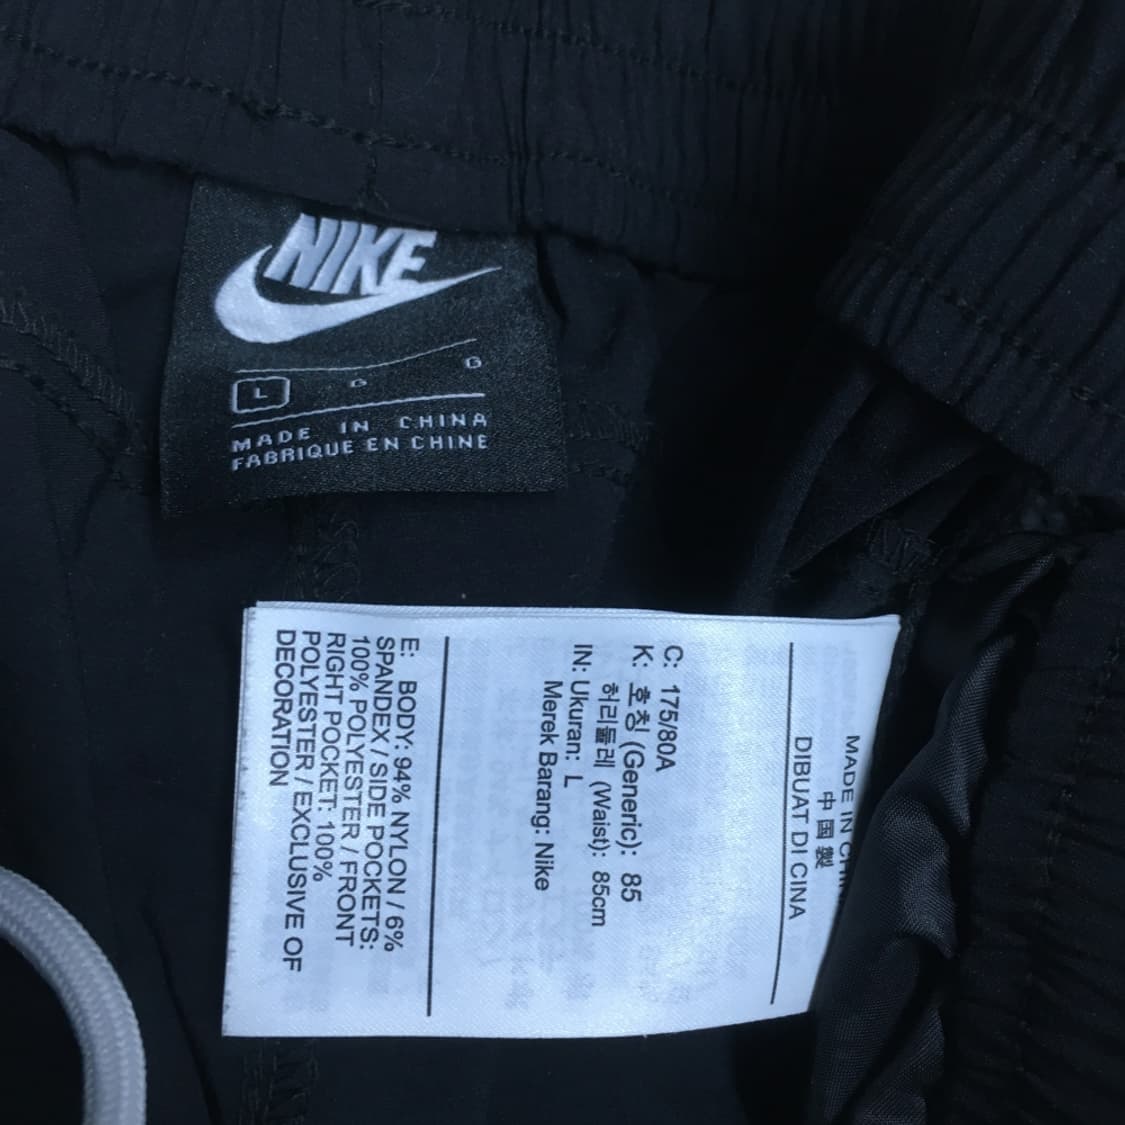 NIKE
L G G
MADE IN CHINA
FABRIQUE EN CHINE
MADE IN
中国製
DIBUAT DI CINA
C: 175/80A
K: 호칭 (Generic): 85
허리둘레 (Waist): 85cm
IN: Ukuran: L
Merek Barang: Nike
E: BODY: 94% NYLON / 6%
SPANDEX / SIDE POCKETS:
100% POLYESTER / FRONT
RIGHT POCKET: 100%
POLYESTER / EXCLUSIVE OF
DECORATION